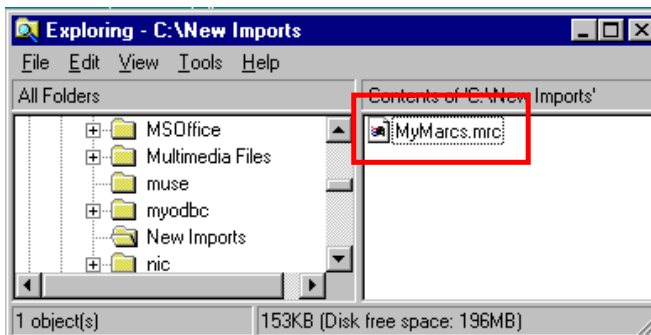 Exploring - C:\New Imports
File Edit View Tools Help
All Folders
Contents of 'C:\New Imports'
MSOffice
Multimedia Files
muse
myodbc
New Imports
nic
MyMarcs.mrc
1 object(s)
153KB (Disk free space: 196MB)